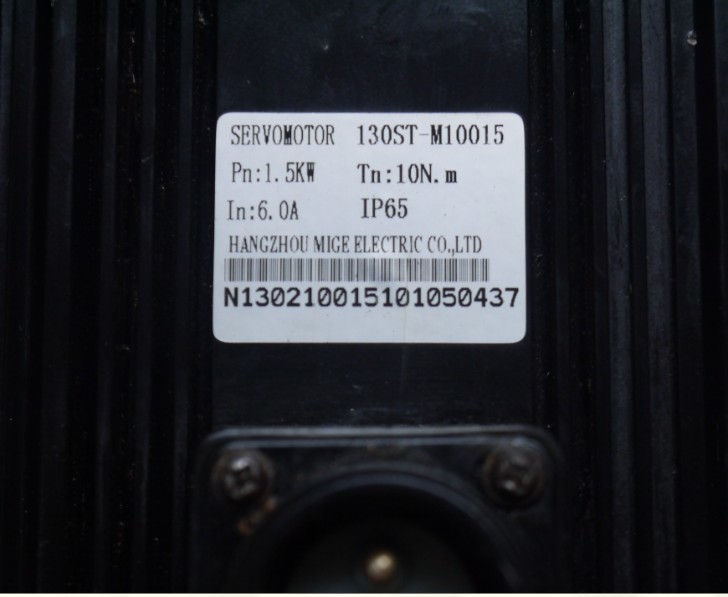 SERVOMOTOR 130ST-M10015
Pn:1.5KW Tn:10N.m
In:6.0A IP65
HANGZHOU MIGE ELECTRIC CO.,LTD
N130210015101050437